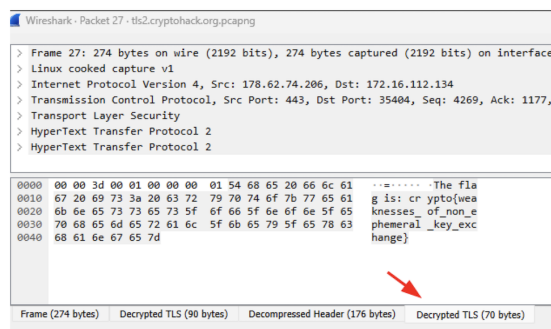 Wireshark · Packet 27 · tls2.cryptohack.org.pcapng
> Frame 27: 274 bytes on wire (2192 bits), 274 bytes captured (2192 bits) on interface
> Linux cooked capture v1
> Internet Protocol Version 4, Src: 178.62.74.206, Dst: 172.16.112.134
> Transmission Control Protocol, Src Port: 443, Dst Port: 35404, Seq: 4269, Ack: 1177,
> Transport Layer Security
> HyperText Transfer Protocol 2
> HyperText Transfer Protocol 2
0000 00 00 3d 00 01 00 00 00 01 54 68 65 20 66 6c 61 ··=····· ·The fla
0010 67 20 69 73 3a 20 63 72 79 70 74 6f 7b 77 65 61 g is: cr ypto{wea
0020 6b 6e 65 73 73 65 73 5f 6f 66 5f 6e 6f 6e 5f 65 knesses_ of_non_e
0030 70 68 65 6d 65 72 61 6c 5f 6b 65 79 5f 65 78 63 phemeral _key_exc
0040 68 61 6e 67 65 7d hange}
Frame (274 bytes) Decrypted TLS (90 bytes) Decompressed Header (176 bytes) Decrypted TLS (70 bytes)